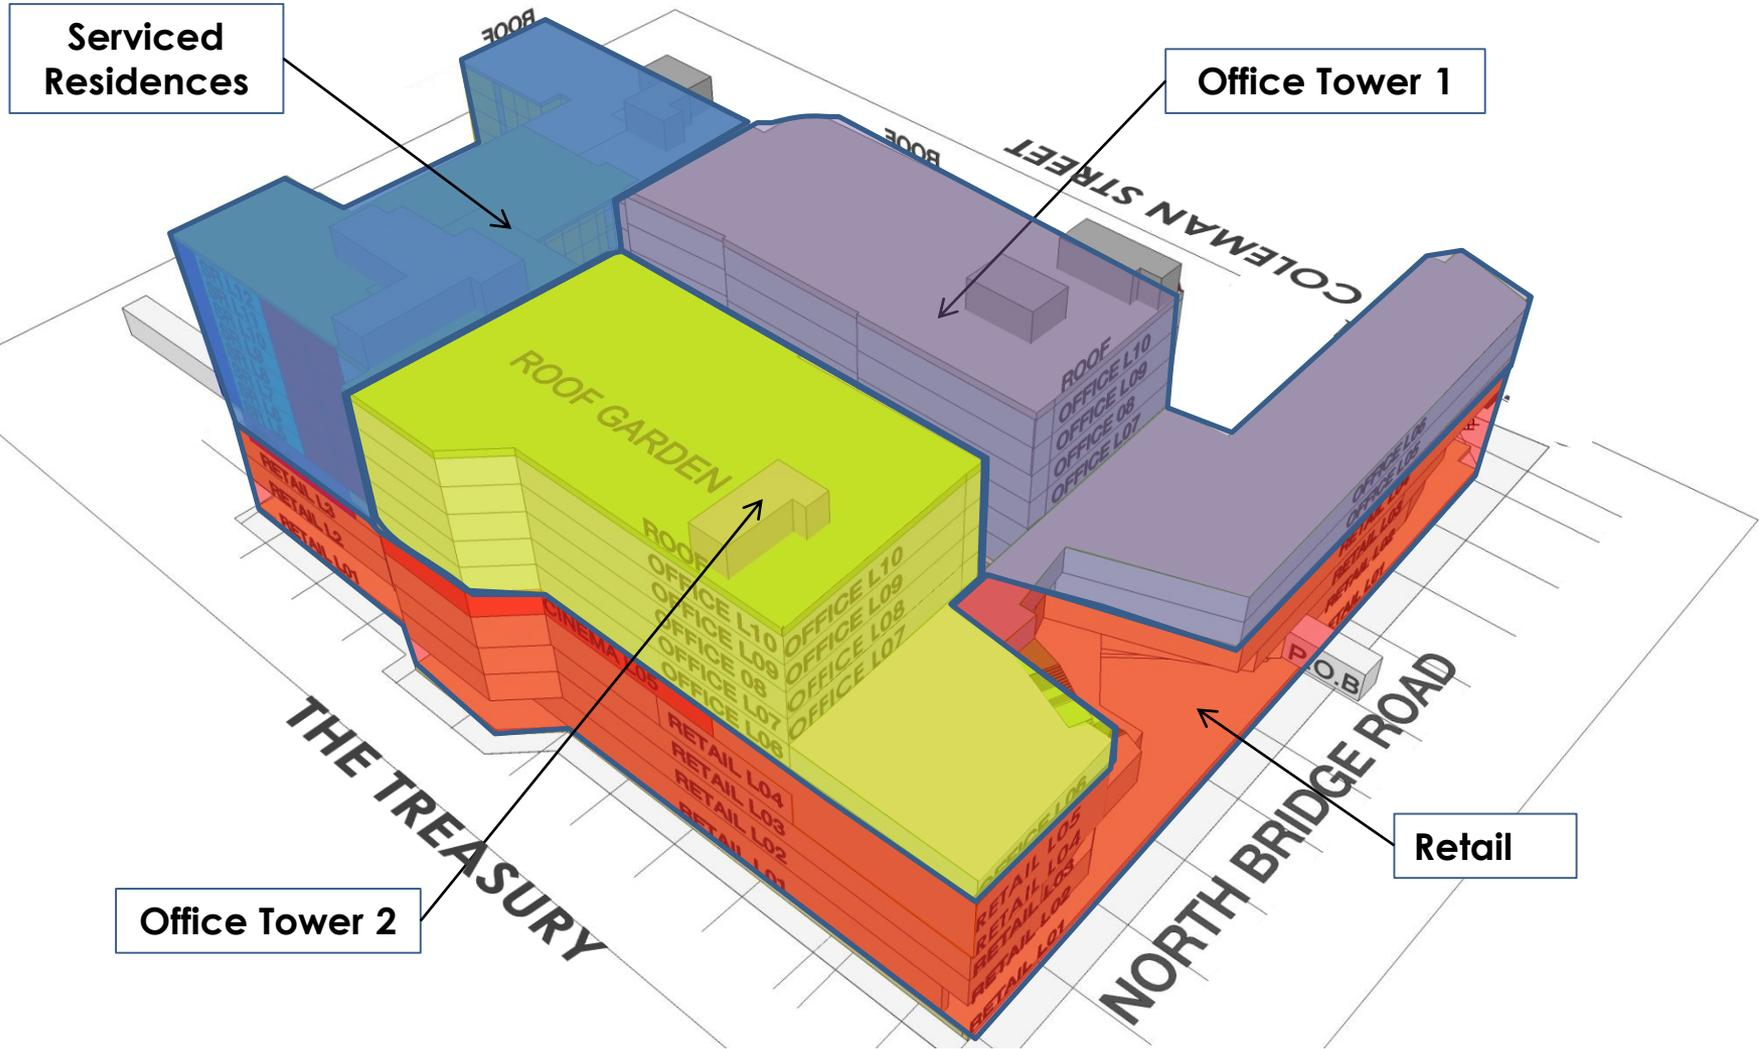 ROOF
Serviced
Residences
Office Tower 1
ROOF
COLEMAN STREET
ROOF
OFFICE L10
OFFICE L09
OFFICE 08
OFFICE L07
ROOF GARDEN
OFFICE L06
OFFICE L05
RETAIL L03
RETAIL L02
RETAIL L01
RETAIL L3
RETAIL L2
RETAIL L01
ROOF
OFFICE L10
OFFICE L09
OFFICE 08
OFFICE L07
OFFICE L06
OFFICE L10
OFFICE L09
OFFICE L08
OFFICE L07
CINEMA L05
RETAIL L04
RETAIL L03
RETAIL L02
RETAIL L01
OFFICE L06
RETAIL L05
RETAIL L04
RETAIL L03
RETAIL L02
RETAIL L01
P.O.B
THE TREASURY
NORTH BRIDGE ROAD
Retail
Office Tower 2